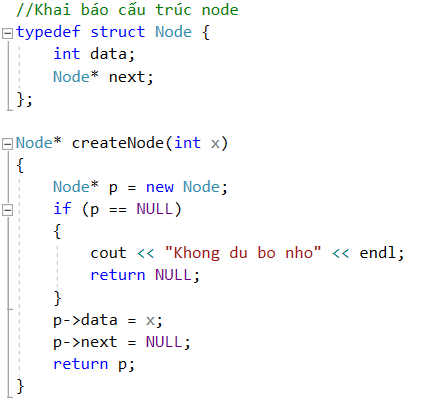 //Khai báo cấu trúc node
typedef struct Node {
    int data;
    Node* next;
};
Node* createNode(int x)
{
    Node* p = new Node;
    if (p == NULL)
    {
        cout << "Khong du bo nho" << endl;
        return NULL;
    }
    p->data = x;
    p->next = NULL;
    return p;
}